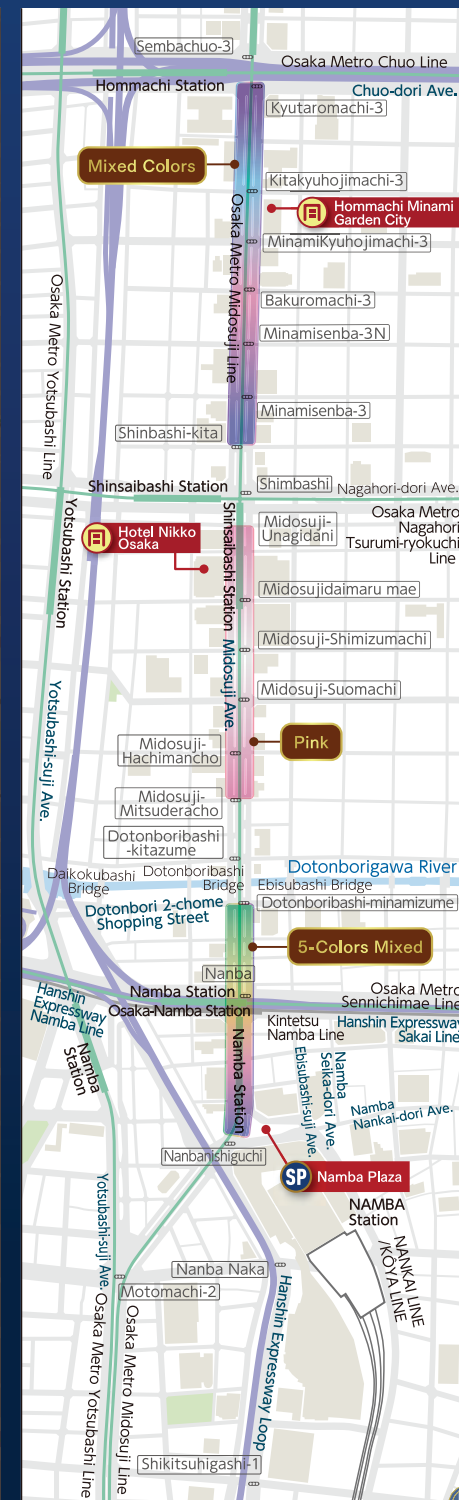 Sembachuo-3
Osaka Metro Chuo Line
Hommachi Station
Chuo-dori Ave.
Kyutaromachi-3
Mixed Colors
Kitakyuhojimachi-3
Hommachi Minami
Garden City
Osaka Metro Midosuji Line
MinamiKyuhojimachi-3
Osaka Metro Yotsubashi Line
Bakuromachi-3
Minamisenba-3N
Minamisenba-3
Shinbashi-kita
Shinsaibashi Station
Shimbashi
Nagahori-dori Ave.
Yotsubashi Station
Hotel Nikko
Osaka
Shinsaibashi Station
Midosuji-
Unagidani
Osaka Metro
Nagahori
Tsurumi-ryokuchi
Line
Midosujidaimaru mae
Midosuji Ave.
Midosuji-Shimizumachi
Yotsubashi-suji Ave.
Midosuji-Suomachi
Midosuji-
Hachimancho
Pink
Midosuji-
Mitsuderacho
Dotonboribashi
-kitazume
Daikokubashi
Bridge
Dotonboribashi
Bridge
Dotonborigawa River
Ebisubashi Bridge
Dotonbori 2-chome
Shopping Street
Dotonboribashi-minamizume
5-Colors Mixed
Nanba
Namba Station
Osaka-Namba Station
Osaka Metro
Sennichimae Line
Hanshin
Expressway
Namba Line
Kintetsu
Namba Line
Hanshin Expressway
Sakai Line
Namba
Station
Namba Station
Ebisubashi-suji Ave.
Namba
Seika-dori Ave.
Namba
Nankai-dori Ave.
Nanbanishiguchi
SP
Namba Plaza
NAMBA
Station
NANKAI LINE
/KŌYA LINE
Yotsubashi-suji Ave.
Nanba Naka
Motomachi-2
Hanshin Expressway Loop
Osaka Metro Yotsubashi Line
Osaka Metro Midosuji Line
Shikitsuhigashi-1